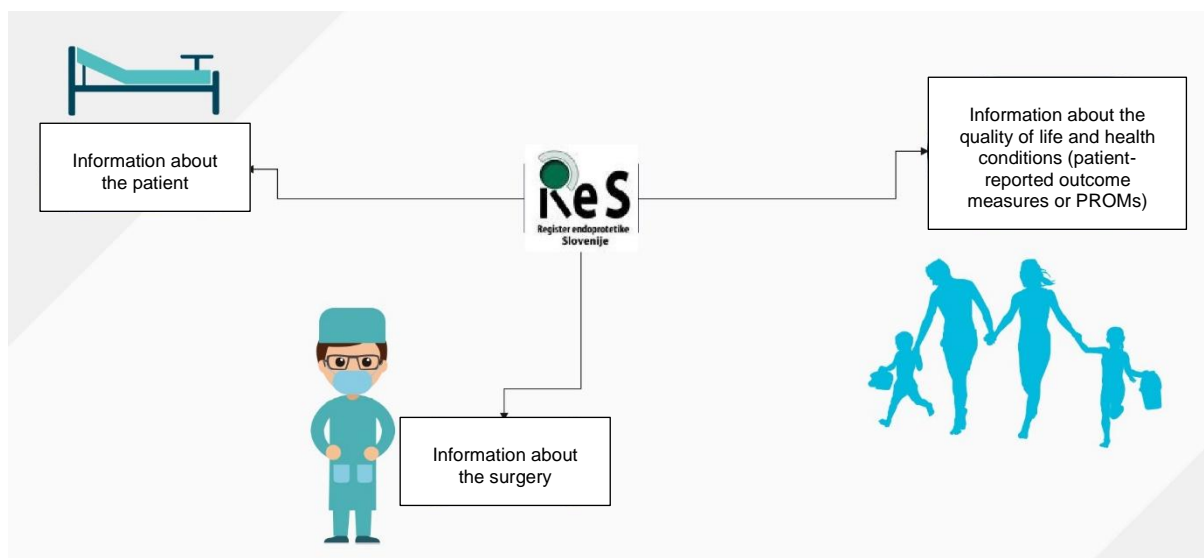 Information about
the patient
ReS
Register endoprotetike
Slovenije
Information about the
quality of life and health
conditions (patient-
reported outcome
measures or PROMs)
Information about
the surgery